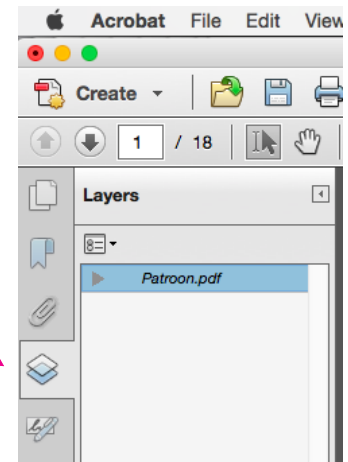 Acrobat File Edit View
Create
1 / 18
Layers
Patroon.pdf